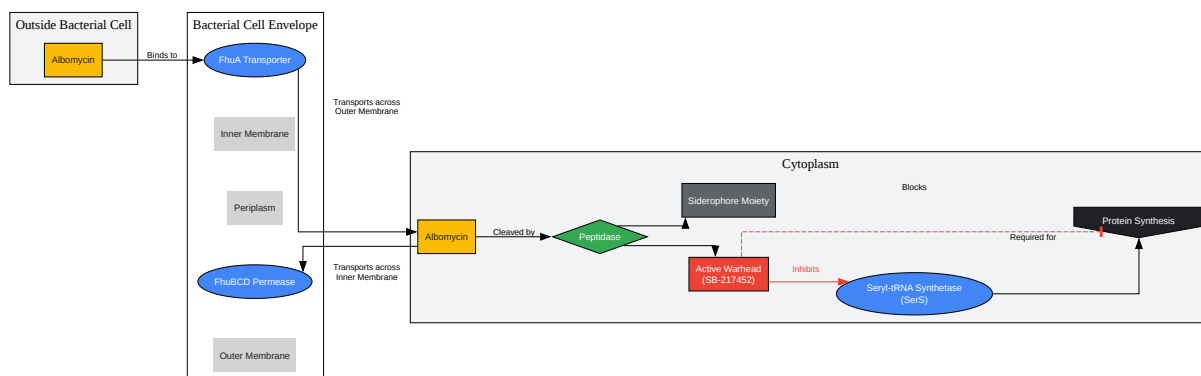 Outside Bacterial Cell
Albomycin
Binds to
Bacterial Cell Envelope
FhuA Transporter
Transports across
Outer Membrane
Inner Membrane
Periplasm
FhuBCD Permease
Outer Membrane
Transports across
Inner Membrane
Cytoplasm
Albomycin
Cleaved by
Peptidase
Siderophore Moiety
Active Warhead
(SB-217452)
Inhibits
Seryl-tRNA Synthetase
(SerS)
Blocks
Required for
Protein Synthesis